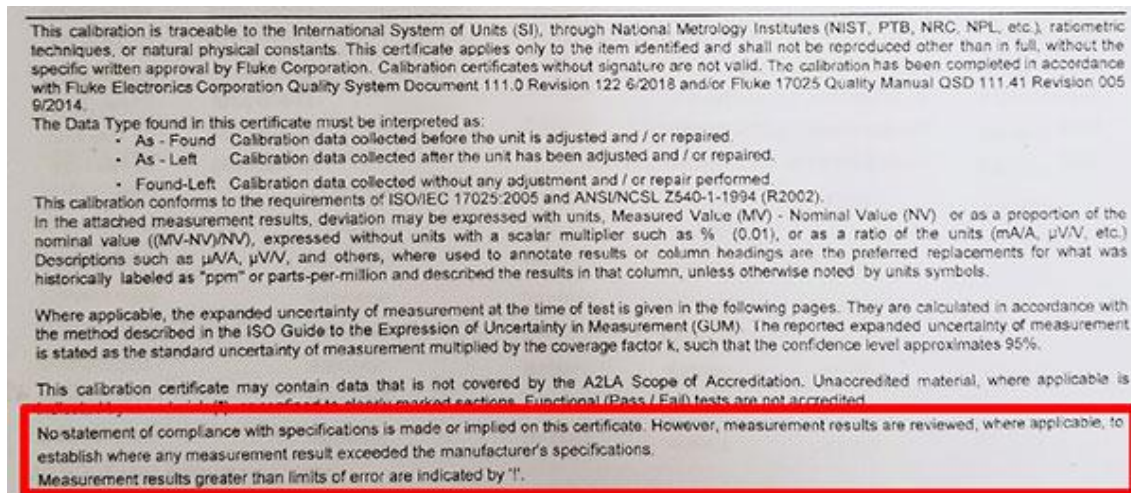 This calibration is traceable to the International System of Units (SI), through National Metrology Institutes (NIST, PTB, NRC, NPL, etc.), ratiometric
techniques, or natural physical constants. This certificate applies only to the item identified and shall not be reproduced other than in full, without the
specific written approval by Fluke Corporation. Calibration certificates without signature are not valid. The calibration has been completed in accordance
with Fluke Electronics Corporation Quality System Document 111.0 Revision 122 6/2018 and/or Fluke 17025 Quality Manual QSD 111.41 Revision 005
9/2014.
The Data Type found in this certificate must be interpreted as:
• As - Found Calibration data collected before the unit is adjusted and / or repaired.
• As - Left Calibration data collected after the unit has been adjusted and / or repaired.
• Found-Left Calibration data collected without any adjustment and / or repair performed.
This calibration conforms to the requirements of ISO/IEC 17025:2005 and ANSI/NCSL Z540-1-1994 (R2002).
In the attached measurement results, deviation may be expressed with units, Measured Value (MV) - Nominal Value (NV) or as a proportion of the
nominal value ((MV-NV)/NV), expressed without units with a scalar multiplier such as % (0.01), or as a ratio of the units (mA/A, µV/V, etc.)
Descriptions such as µA/A, µV/V, and others, where used to annotate results or column headings are the preferred replacements for what was
historically labeled as "ppm" or parts-per-million and described the results in that column, unless otherwise noted by units symbols.
Where applicable, the expanded uncertainty of measurement at the time of test is given in the following pages. They are calculated in accordance with
the method described in the ISO Guide to the Expression of Uncertainty in Measurement (GUM). The reported expanded uncertainty of measurement
is stated as the standard uncertainty of measurement multiplied by the coverage factor k, such that the confidence level approximates 95%.
This calibration certificate may contain data that is not covered by the A2LA Scope of Accreditation. Unaccredited material, where applicable is
clearly marked sections. Functional (Pass / Fail) tests are not accredited.
No statement of compliance with specifications is made or implied on this certificate. However, measurement results are reviewed, where applicable, to
establish where any measurement result exceeded the manufacturer's specifications.
Measurement results greater than limits of error are indicated by '!'.